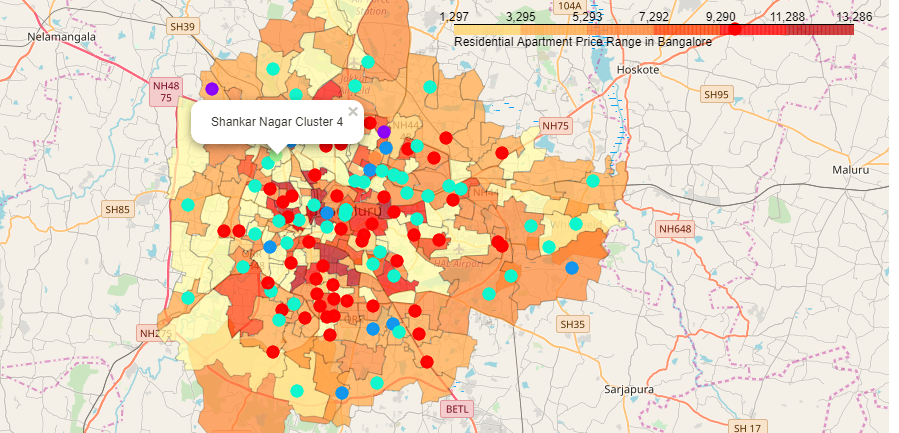 104A
SH39
1,297 3,295 5,293 7,292 9,290 11,288 13,286
Residential Apartment Price Range in Bangalore
Nelamangala
Station
Hoskote
NH48
75
SH95
Shankar Nagar Cluster 4 ×
NH44
NH75
Maluru
SH85
NH648
SH35
Sarjapura
BETL
SH 17